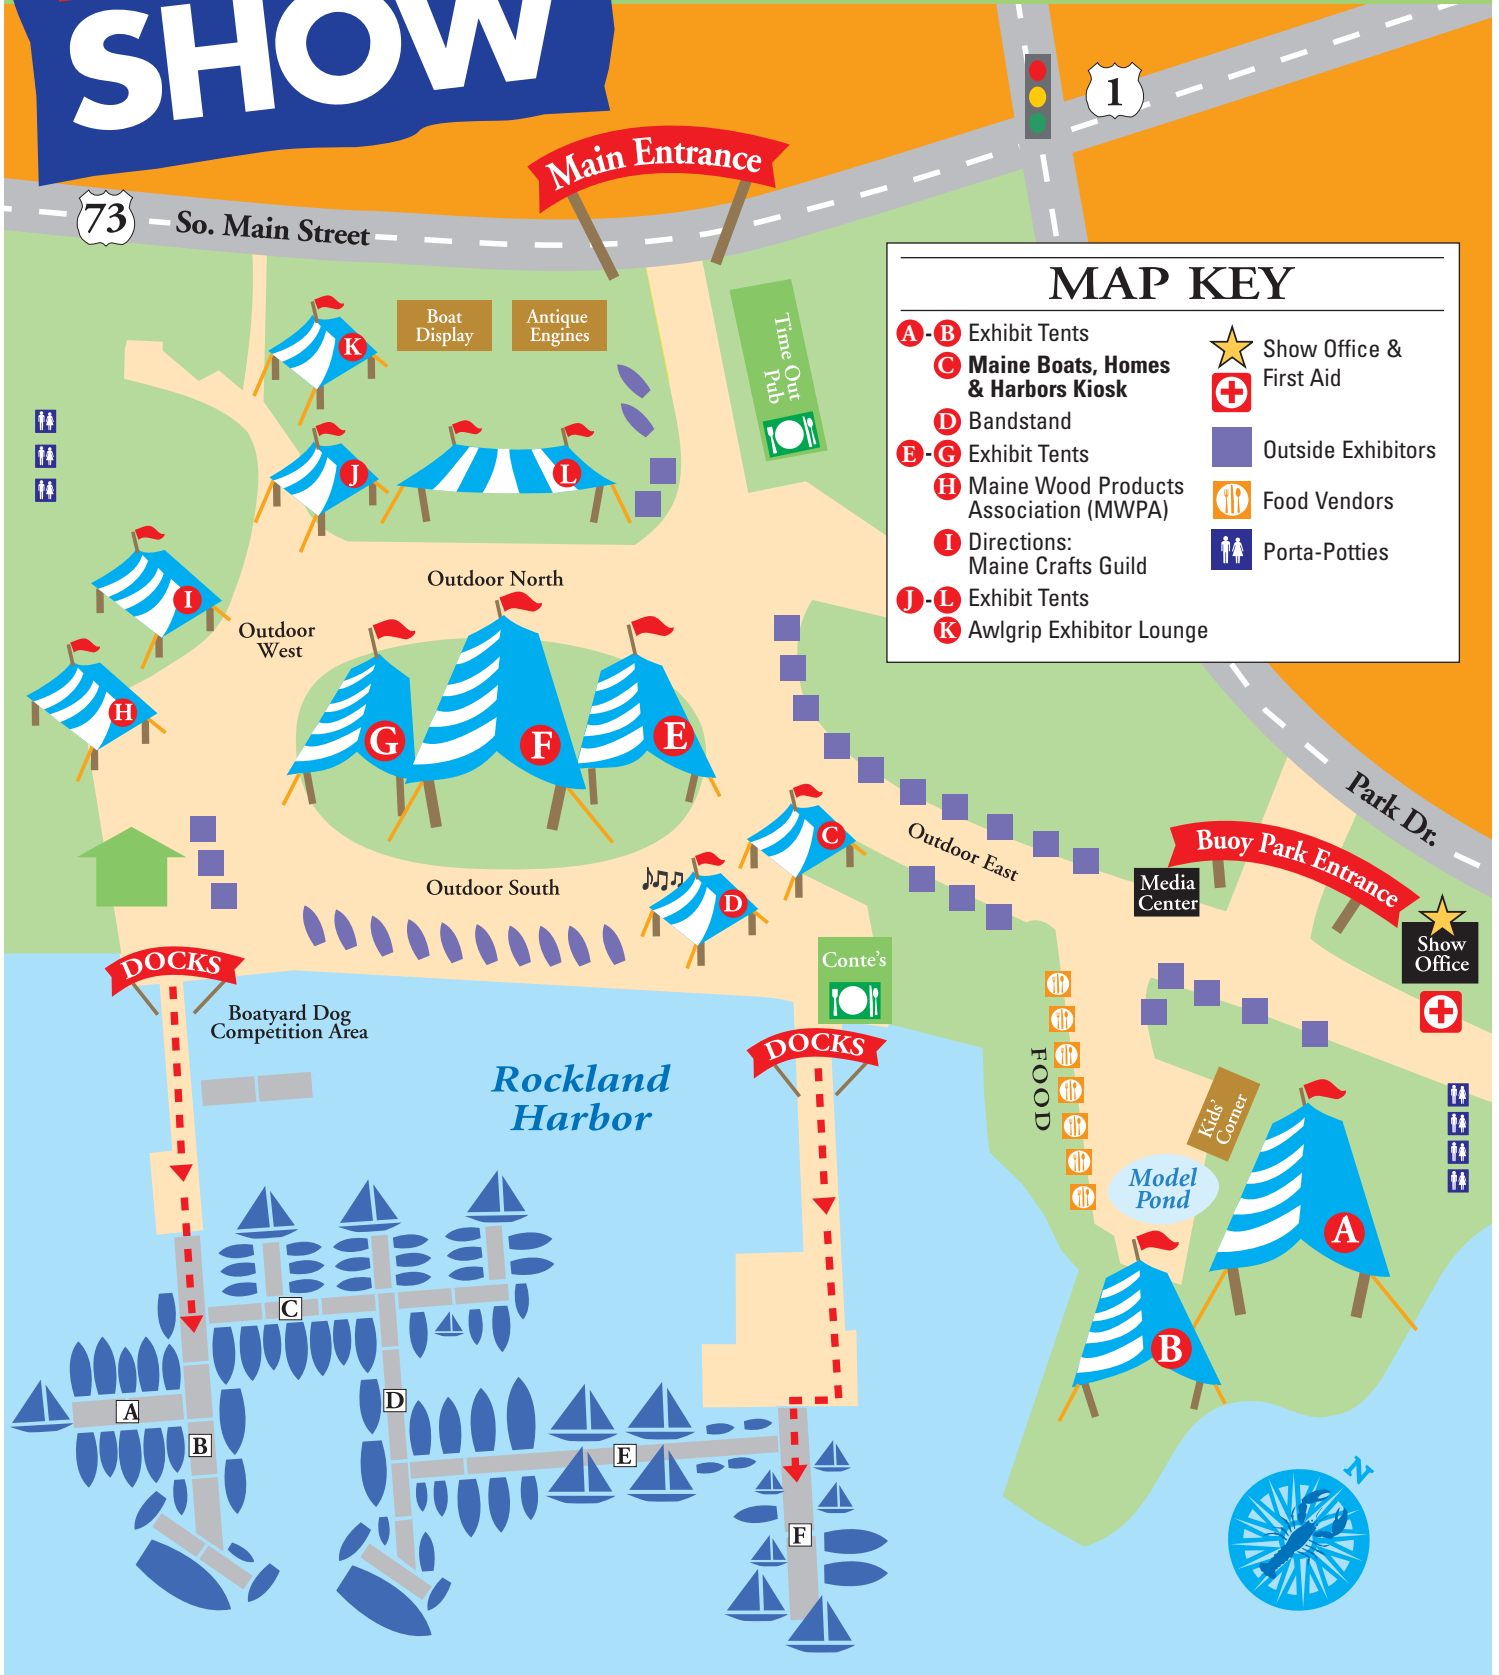 SHOW
1
Main Entrance
73
So. Main Street
MAP KEY
A - B Exhibit Tents
C Maine Boats, Homes
& Harbors Kiosk
D Bandstand
E - G Exhibit Tents
H Maine Wood Products
Association (MWPA)
I Directions:
Maine Crafts Guild
J - L Exhibit Tents
K Awlgrip Exhibitor Lounge
Show Office &
First Aid
Outside Exhibitors
Food Vendors
Porta-Potties
Boat
Display
Antique
Engines
Time Out
Pub
K
J
L
I
H
Outdoor North
Outdoor
West
G
F
E
C
D
Outdoor East
Outdoor South
Park Dr.
Buoy Park Entrance
Media
Center
Show
Office
Conte's
DOCKS
Boatyard Dog
Competition Area
DOCKS
Rockland
Harbor
FOOD
Kids'
Corner
Model
Pond
A
B
C
D
A
B
E
F
N